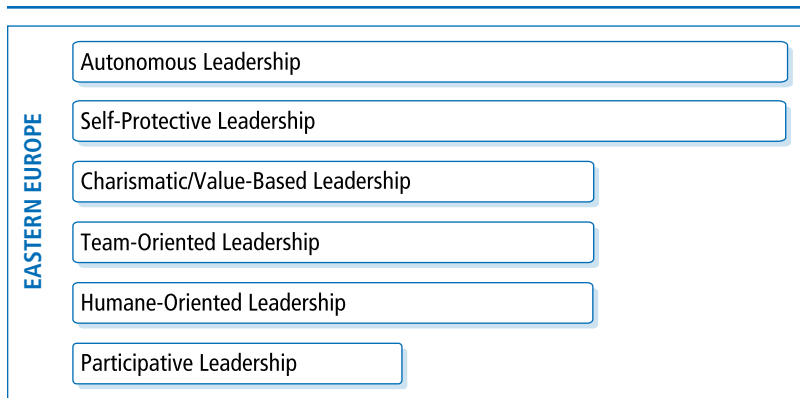 EASTERN EUROPE
Autonomous Leadership
Self-Protective Leadership
Charismatic/Value-Based Leadership
Team-Oriented Leadership
Humane-Oriented Leadership
Participative Leadership